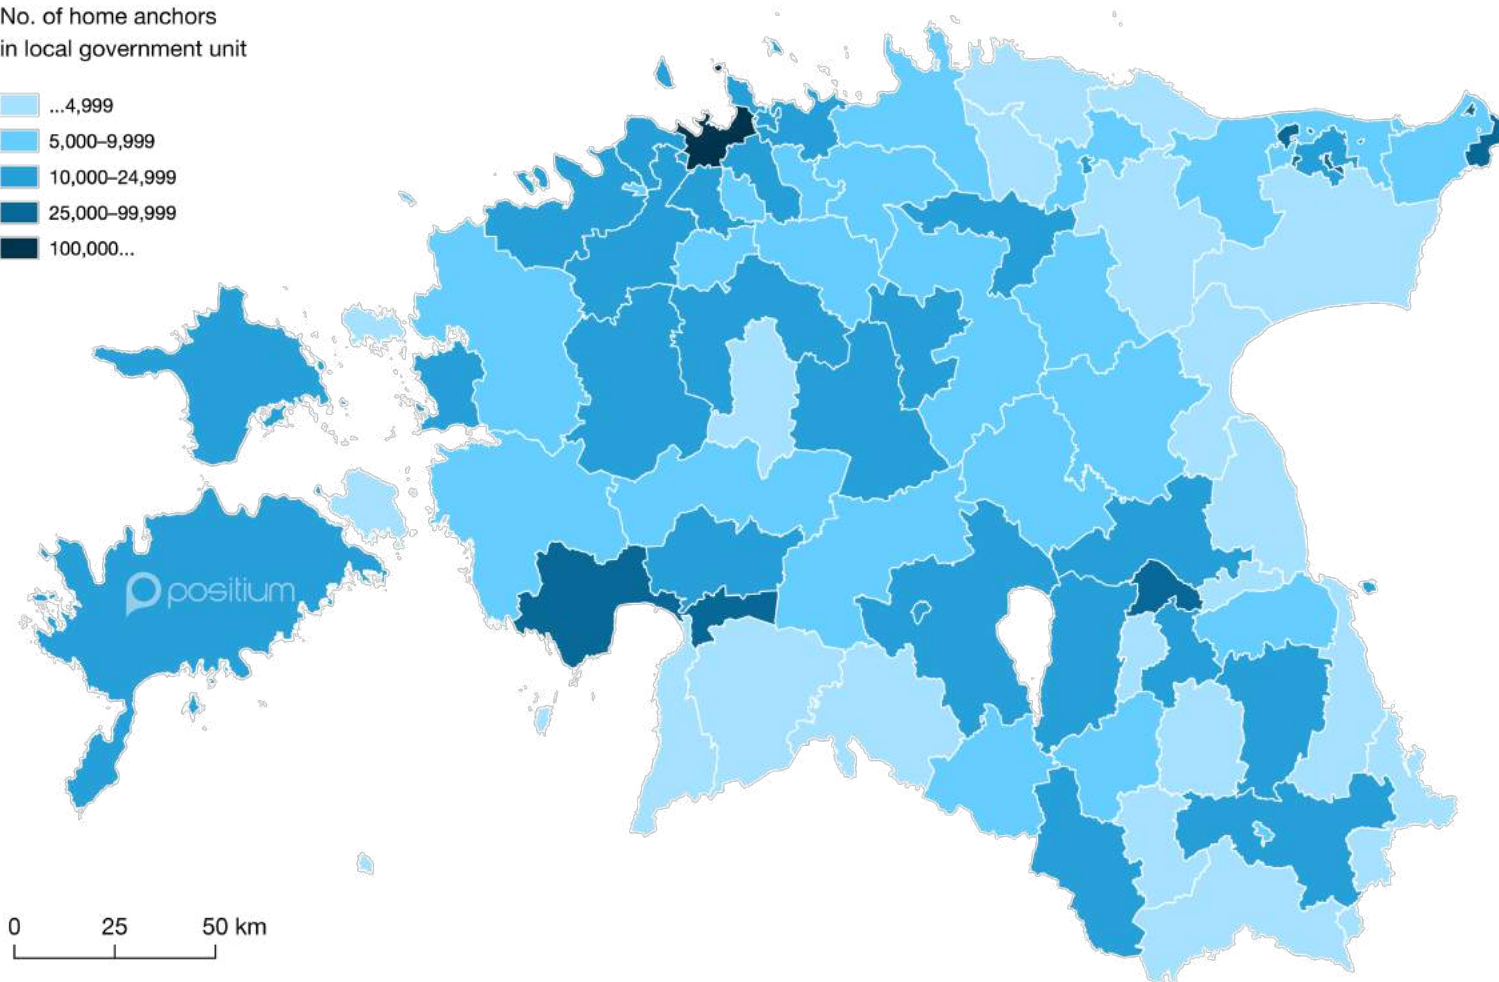 No. of home anchors
in local government unit
...4,999
5,000–9,999
10,000–24,999
25,000–99,999
100,000...
positium
0 25 50 km